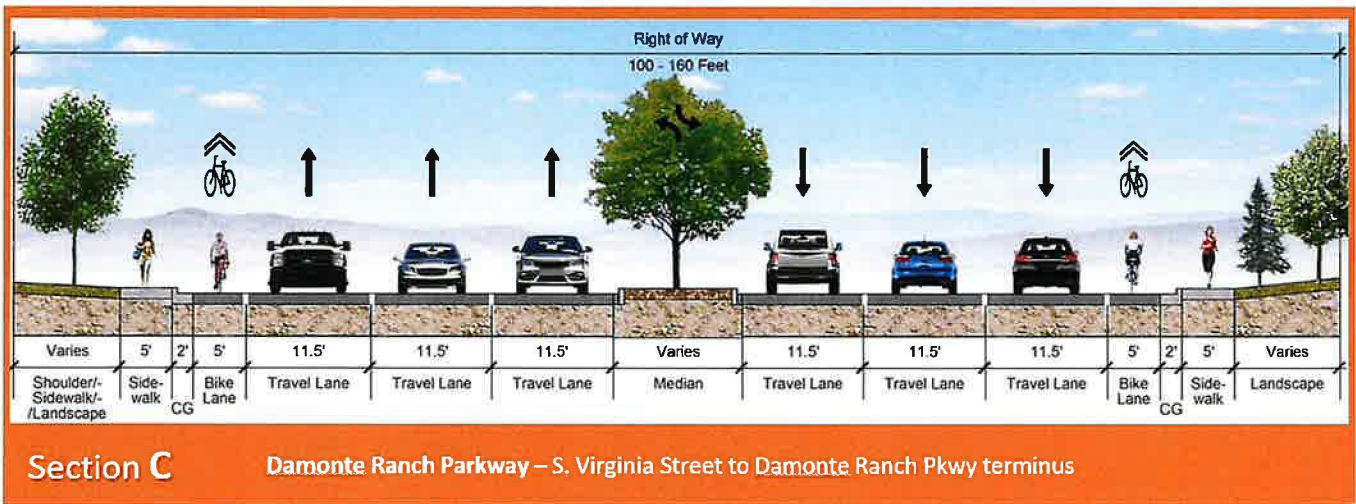 Right of Way
100 - 160 Feet
Varies 5' 2' 5' 11.5' 11.5' 11.5' Varies 11.5' 11.5' 11.5' 5' 2' 5' Varies
Shoulder/- Side- Bike Travel Lane Travel Lane Travel Lane Median Travel Lane Travel Lane Travel Lane Bike Side- Landscape
Sidewalk/- walk Lane Lane walk
/Landscape CG CG
Section C Damonte Ranch Parkway – S. Virginia Street to Damonte Ranch Pkwy terminus